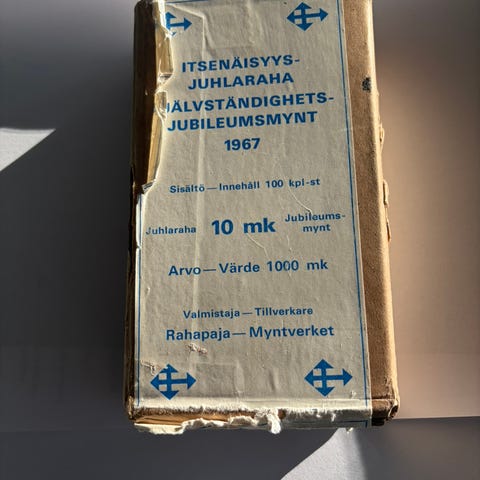 ITSENÄISYYS-
JUHLARAHA
JÄLVSTÄNDIGHETS-
JUBILEUMSMYNT
1967
Sisältö — Innehåll 100 kpl-st
Juhlaraha 10 mk Jubileums-
mynt
Arvo — Värde 1000 mk
Valmistaja — Tillverkare
Rahapaja — Myntverket